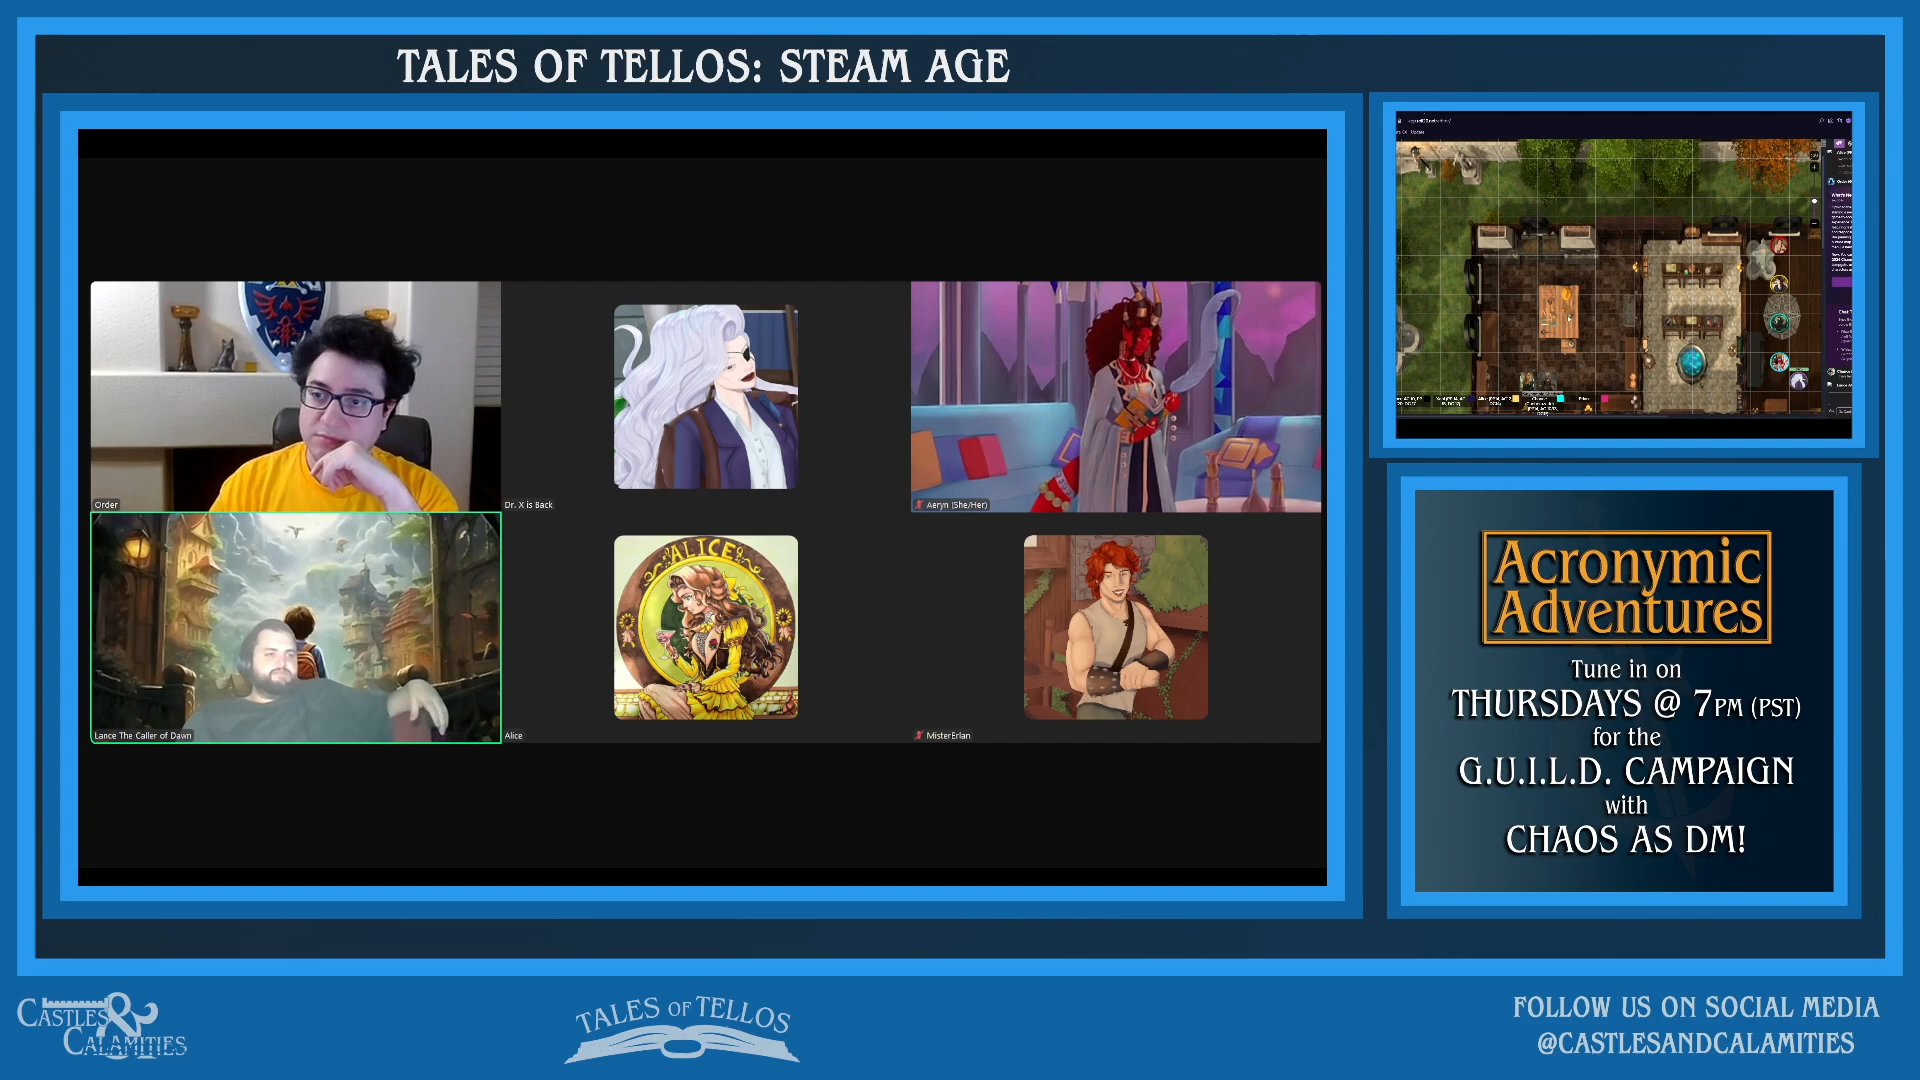 TALES OF TELLOS: STEAM AGE
Order
Dr. X is Back
Aeryn (She/Her)
Lance The Caller of Dawn
ALICE
Alice
MisterErlan
Acronymic
Adventures
Tune in on
THURSDAYS @ 7PM (PST)
for the
G.U.I.L.D. CAMPAIGN
with
CHAOS AS DM!
CASTLES &
CALAMITIES
TALES OF TELLOS
FOLLOW US ON SOCIAL MEDIA
@CASTLESANDCALAMITIES